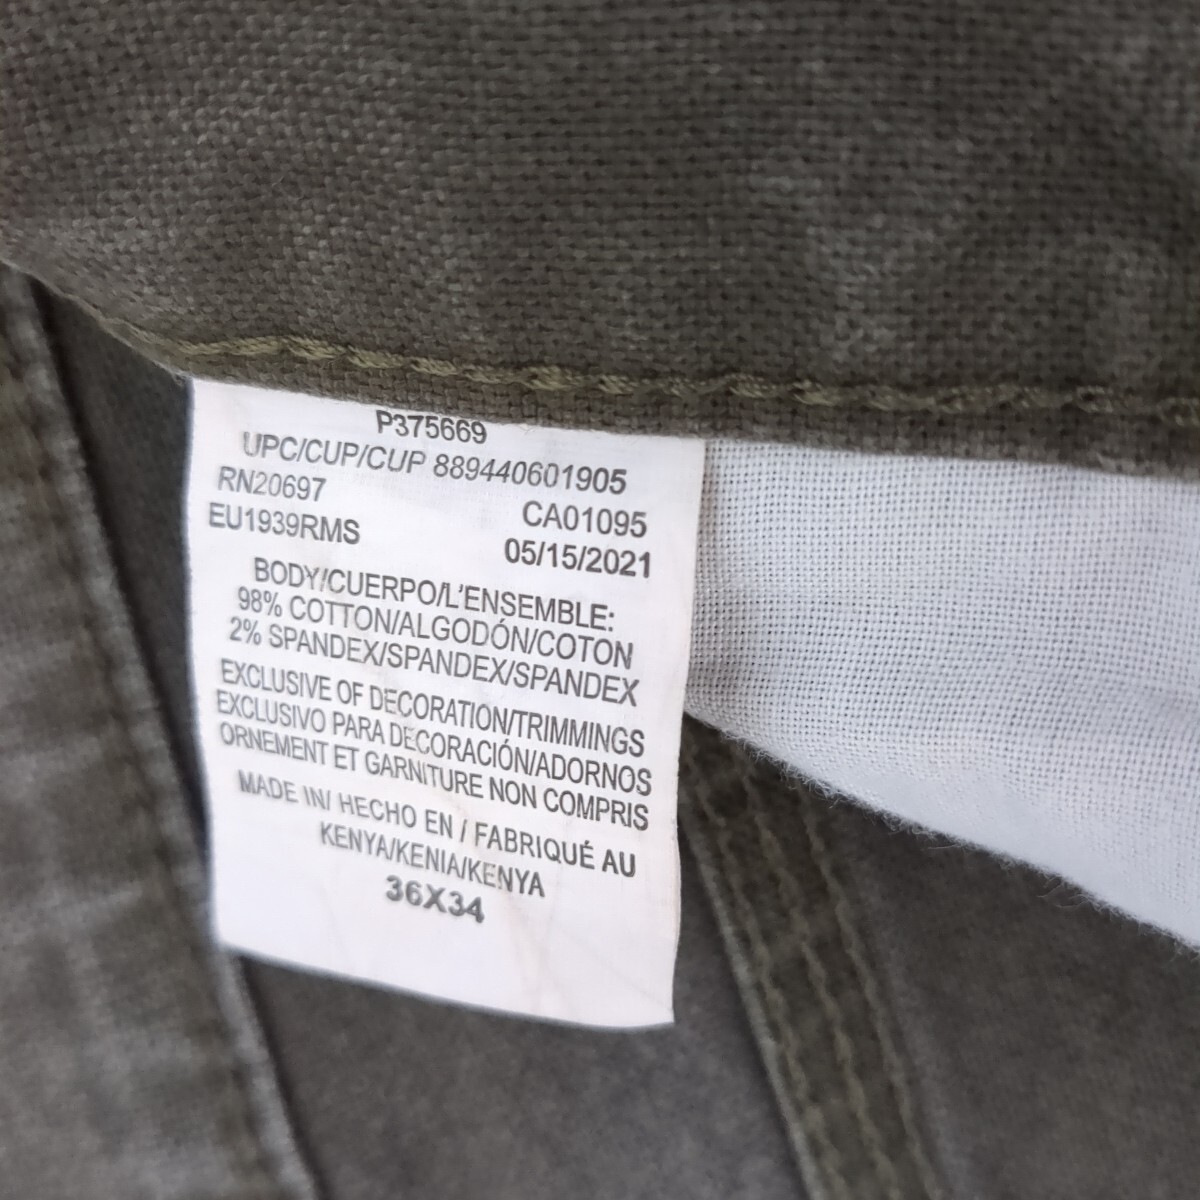 P375669
UPC/CUP/CUP 889440601905
RN20697 CA01095
EU1939RMS 05/15/2021
BODY/CUERPO/L'ENSEMBLE:
98% COTTON/ALGODÓN/COTON
2% SPANDEX/SPANDEX/SPANDEX
EXCLUSIVE OF DECORATION/TRIMMINGS
EXCLUSIVO PARA DECORACIÓN/ADORNOS
ORNEMENT ET GARNITURE NON COMPRIS
MADE IN/ HECHO EN / FABRIQUÉ AU
KENYA/KENIA/KENYA
36X34